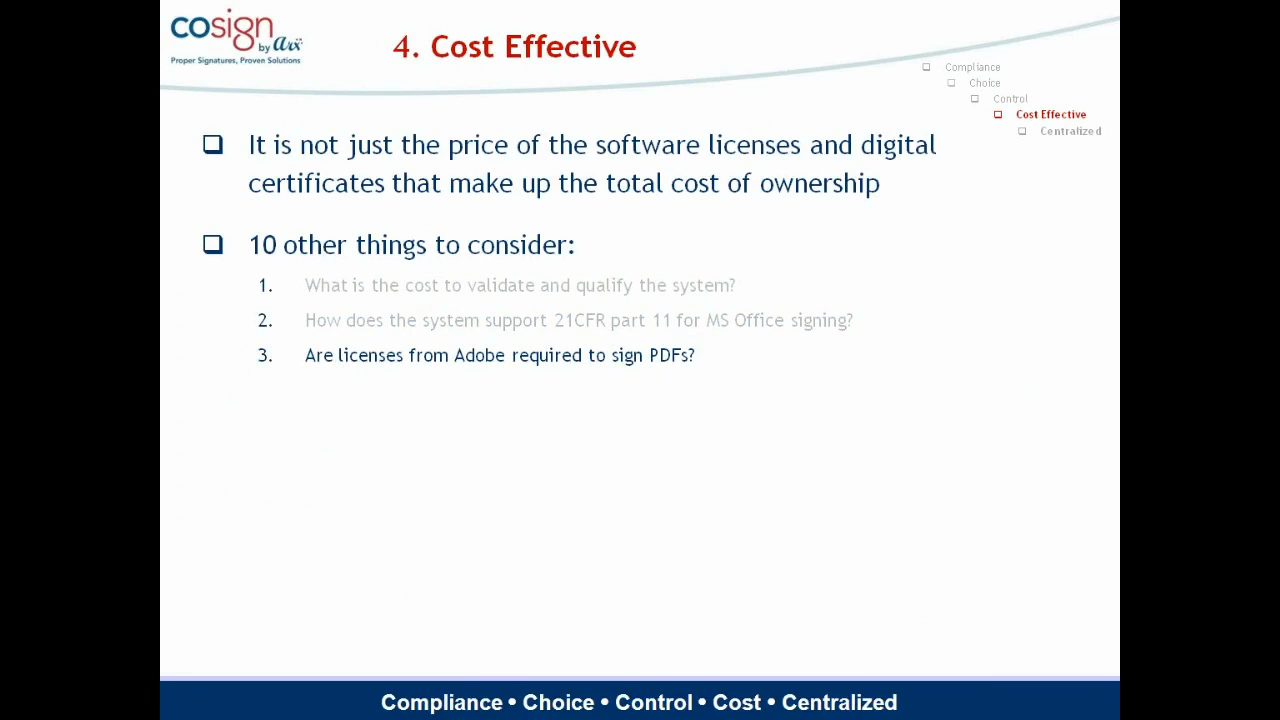 cosign
by arx
Proper Signatures, Proven Solutions
4. Cost Effective
Compliance
Choice
Control
Cost Effective
Centralized
It is not just the price of the software licenses and digital
certificates that make up the total cost of ownership
10 other things to consider:
1. What is the cost to validate and qualify the system?
2. How does the system support 21CFR part 11 for MS Office signing?
3. Are licenses from Adobe required to sign PDFs?
Compliance • Choice • Control • Cost • Centralized